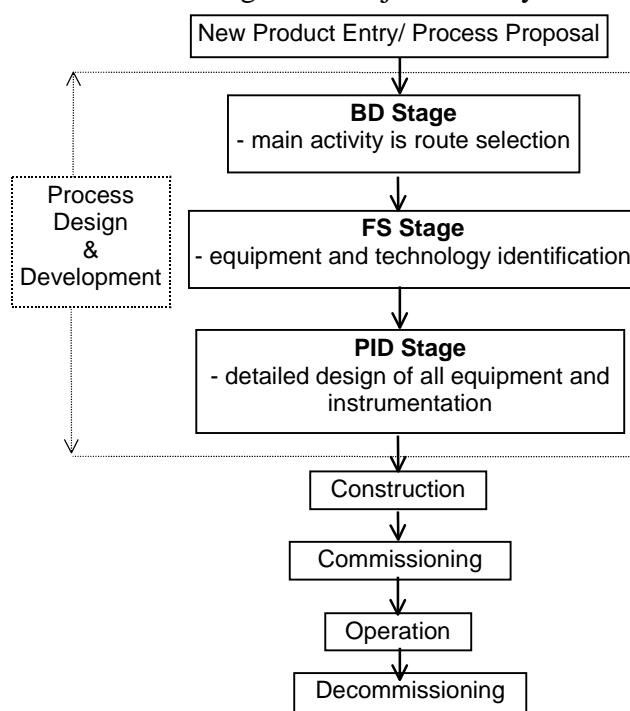 New Product Entry/ Process Proposal
BD Stage
- main activity is route selection
Process
Design
&
Development
FS Stage
- equipment and technology identification
PID Stage
- detailed design of all equipment and
instrumentation
Construction
Commissioning
Operation
Decommissioning